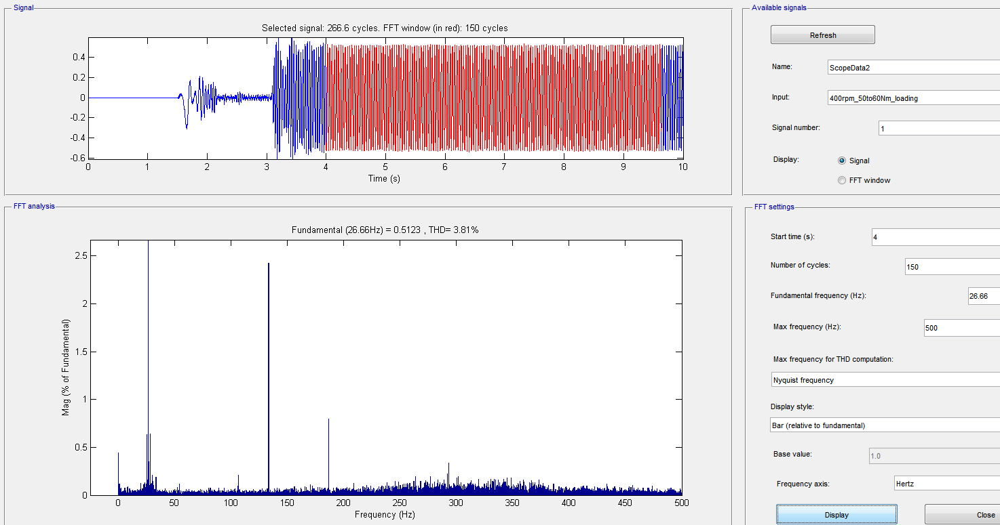 Signal
Selected signal: 266.6 cycles. FFT window (in red): 150 cycles
0.4
0.2
0
-0.2
-0.4
-0.6
0 1 2 3 4 5 6 7 8 9 10
Time (s)
FFT analysis
Fundamental (26.66Hz) = 0.5123 , THD= 3.81%
Mag (% of Fundamental)
2.5
2
1.5
1
0.5
0
0 50 100 150 200 250 300 350 400 450 500
Frequency (Hz)
Available signals
Refresh
Name: ScopeData2
Input: 400rpm_50to60Nm_loading
Signal number: 1
Display: Signal
FFT window
FFT settings
Start time (s): 4
Number of cycles: 150
Fundamental frequency (Hz): 26.66
Max frequency (Hz): 500
Max frequency for THD computation:
Nyquist frequency
Display style:
Bar (relative to fundamental)
Base value: 1.0
Frequency axis: Hertz
Display Close